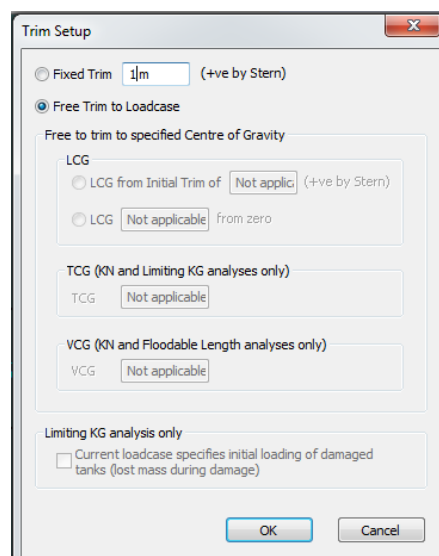 Trim Setup
Fixed Trim 1m (+ve by Stern)
Free Trim to Loadcase
Free to trim to specified Centre of Gravity
LCG
LCG from Initial Trim of Not applic (+ve by Stern)
LCG Not applicable from zero
TCG (KN and Limiting KG analyses only)
TCG Not applicable
VCG (KN and Floodable Length analyses only)
VCG Not applicable
Limiting KG analysis only
Current loadcase specifies initial loading of damaged
tanks (lost mass during damage)
OK Cancel